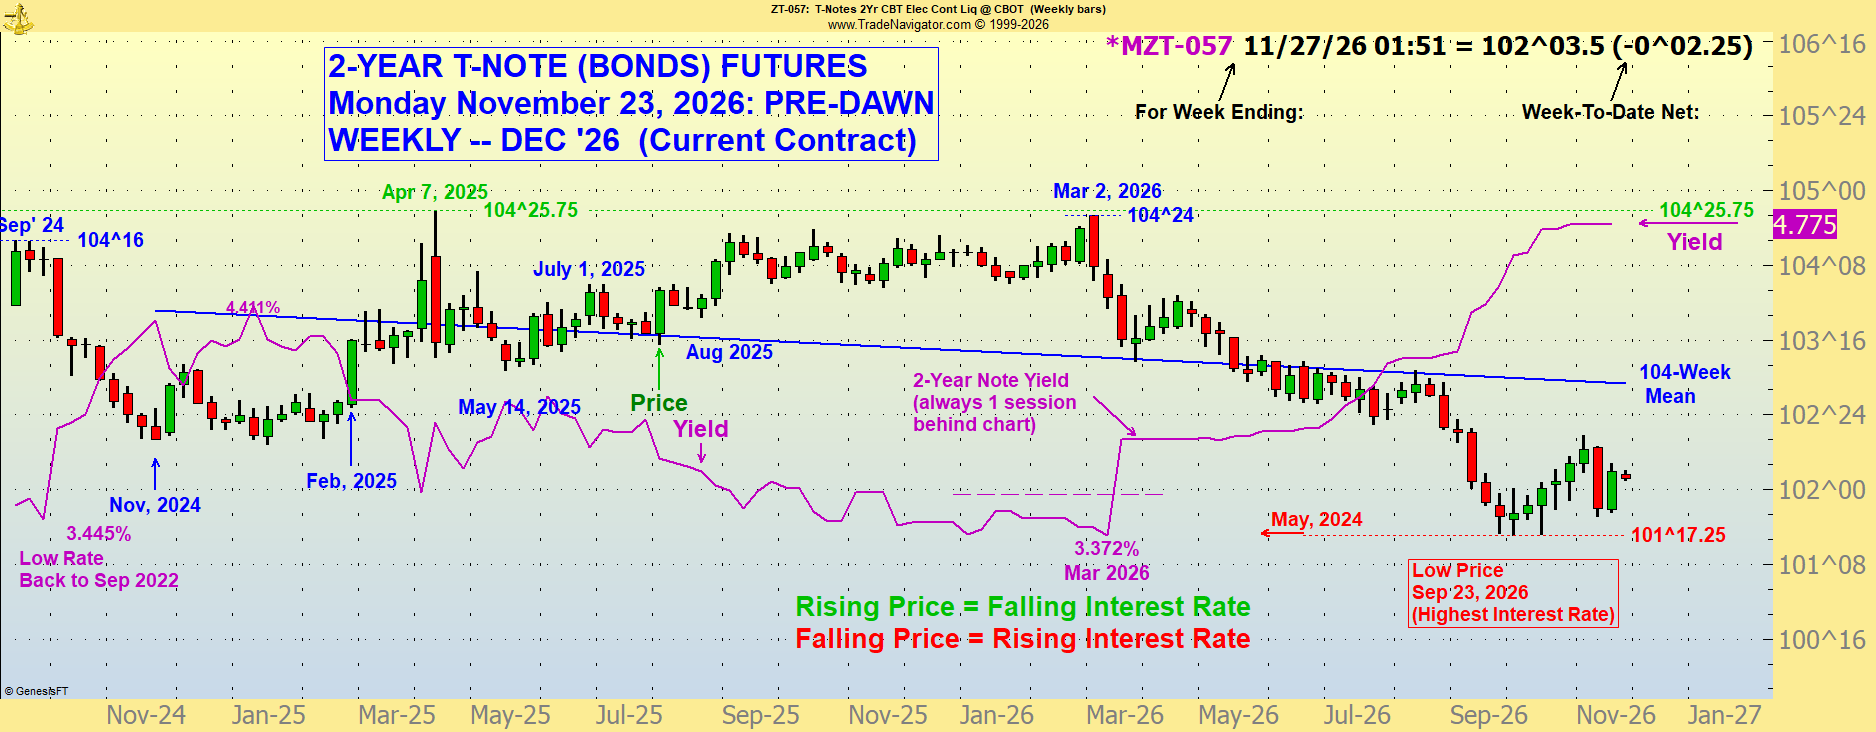 ZT-057: T-Notes 2Yr CBT Elec Cont Liq @ CBOT (Weekly bars)
www.TradeNavigator.com © 1999-2026
*MZT-057 11/27/26 01:51 = 102^03.5 (-0^02.25)
For Week Ending:
Week-To-Date Net:
2-YEAR T-NOTE (BONDS) FUTURES
Monday November 23, 2026: PRE-DAWN
WEEKLY -- DEC '26 (Current Contract)
106^16
105^24
105^00
104^08
103^16
102^24
102^00
101^08
100^16
4.775
Apr 7, 2025
104^25.75
Mar 2, 2026
104^24
104^25.75
Yield
Sep' 24
104^16
July 1, 2025
4.411%
Aug 2025
104-Week
Mean
2-Year Note Yield
(always 1 session
behind chart)
May 14, 2025
Price
Yield
Feb, 2025
Nov, 2024
3.445%
Low Rate
Back to Sep 2022
May, 2024
101^17.25
3.372%
Mar 2026
Low Price
Sep 23, 2026
(Highest Interest Rate)
Rising Price = Falling Interest Rate
Falling Price = Rising Interest Rate
© GenesisFT
Nov-24
Jan-25
Mar-25
May-25
Jul-25
Sep-25
Nov-25
Jan-26
Mar-26
May-26
Jul-26
Sep-26
Nov-26
Jan-27